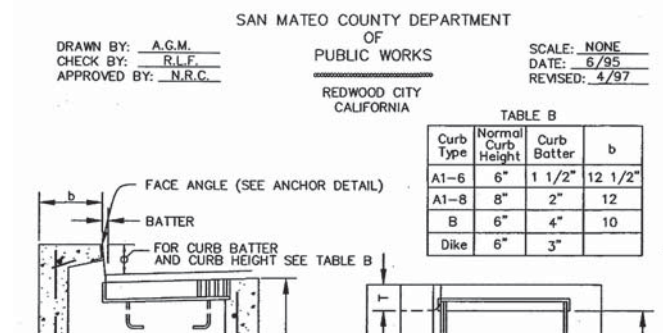 SAN MATEO COUNTY DEPARTMENT
OF
PUBLIC WORKS
REDWOOD CITY
CALIFORNIA
DRAWN BY: A.G.M.
CHECK BY: R.L.F.
APPROVED BY: N.R.C.
SCALE: NONE
DATE: 6/95
REVISED: 4/97
TABLE B
Curb Type Normal Curb Height Curb Batter b
A1-6 6" 1 1/2" 12 1/2"
A1-8 8" 2" 12
B 6" 4" 10
Dike 6" 3"
b
FACE ANGLE (SEE ANCHOR DETAIL)
BATTER
FOR CURB BATTER
AND CURB HEIGHT SEE TABLE B
T